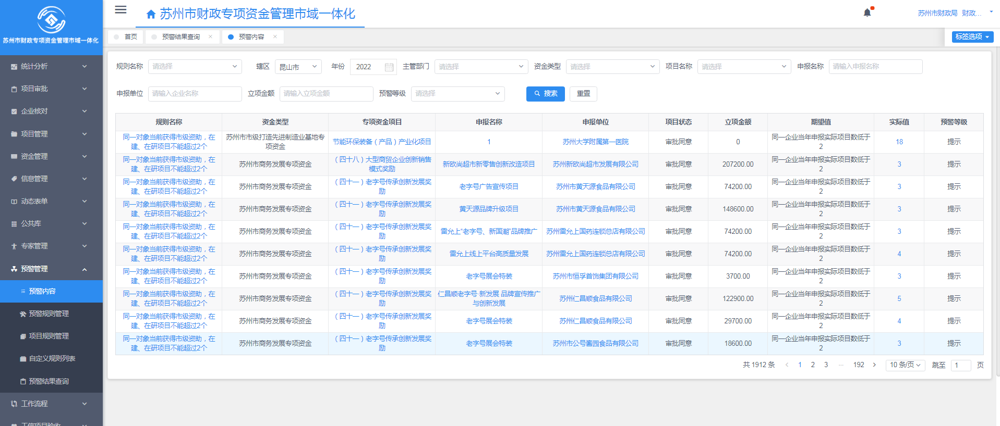 苏州市财政专项资金管理市域一体化
苏州市财政专项资金管理市域一体化
苏州市财政局 财政...
首页
预警结果查询
预警内容
标签选项
统计分析
项目审批
企业核对
项目管理
资金管理
信息管理
动态表单
公共库
专家管理
预警管理
预警内容
预警规则管理
项目规则管理
自定义规则列表
预警结果查询
工作流程
工信项目验收
规则名称 请选择 辖区 昆山市 年份 2022 主管部门 请选择 资金类型 请选择 项目名称 请选择 申报名称 请输入申报名称
申报单位 请输入企业名称 立项金额 请输入立项金额 预警等级 请选择 搜索 重置
规则名称 资金类型 专项资金项目 申报名称 申报单位 项目状态 立项金额 期望值 实际值 预警等级
同一对象当前获得市级资助，在建、在研项目不能超过2个 苏州市市级打造先进制造业基地专项资金 节能环保装备（产品）产业化项目 1 苏州大学附属第一医院 审批同意 0 同一企业当年申报实际项目数低于2 18 提示
同一对象当前获得市级资助，在建、在研项目不能超过2个 苏州市商务发展专项资金 （四十八）大型商贸企业创新销售模式奖励 新欧尚超市新零售创新改造项目 苏州新欧尚超市发展有限公司 审批同意 207200.00 同一企业当年申报实际项目数低于2 3 提示
同一对象当前获得市级资助，在建、在研项目不能超过2个 苏州市商务发展专项资金 （四十一）老字号传承创新发展奖励 老字号广告宣传项目 苏州市黄天源食品有限公司 审批同意 74200.00 同一企业当年申报实际项目数低于2 3 提示
同一对象当前获得市级资助，在建、在研项目不能超过2个 苏州市商务发展专项资金 （四十一）老字号传承创新发展奖励 黄天源品牌升级项目 苏州市黄天源食品有限公司 审批同意 148600.00 同一企业当年申报实际项目数低于2 3 提示
同一对象当前获得市级资助，在建、在研项目不能超过2个 苏州市商务发展专项资金 （四十一）老字号传承创新发展奖励 雷允上“老字号、新国潮”品牌推广 苏州雷允上国药连锁总店有限公司 审批同意 74200.00 同一企业当年申报实际项目数低于2 3 提示
同一对象当前获得市级资助，在建、在研项目不能超过2个 苏州市商务发展专项资金 （四十一）老字号传承创新发展奖励 雷允上线上平台高质量发展 苏州雷允上国药连锁总店有限公司 审批同意 74200.00 同一企业当年申报实际项目数低于2 4 提示
同一对象当前获得市级资助，在建、在研项目不能超过2个 苏州市商务发展专项资金 （四十一）老字号传承创新发展奖励 老字号展会特装 苏州市恒孚首饰集团有限公司 审批同意 3700.00 同一企业当年申报实际项目数低于2 3 提示
同一对象当前获得市级资助，在建、在研项目不能超过2个 苏州市商务发展专项资金 （四十一）老字号传承创新发展奖励 仁昌顺老字号·新发展 品牌宣传推广与创新发展 苏州仁昌顺食品有限公司 审批同意 122900.00 同一企业当年申报实际项目数低于2 5 提示
同一对象当前获得市级资助，在建、在研项目不能超过2个 苏州市商务发展专项资金 （四十一）老字号传承创新发展奖励 老字号展会特装 苏州仁昌顺食品有限公司 审批同意 29700.00 同一企业当年申报实际项目数低于2 4 提示
同一对象当前获得市级资助，在建、在研项目不能超过2个 苏州市商务发展专项资金 （四十一）老字号传承创新发展奖励 老字号展会特装 苏州市公号酱园食品有限公司 审批同意 18600.00 同一企业当年申报实际项目数低于2 3 提示
共 1912 条 1 2 3 ··· 192 10 条/页 跳至 1 页